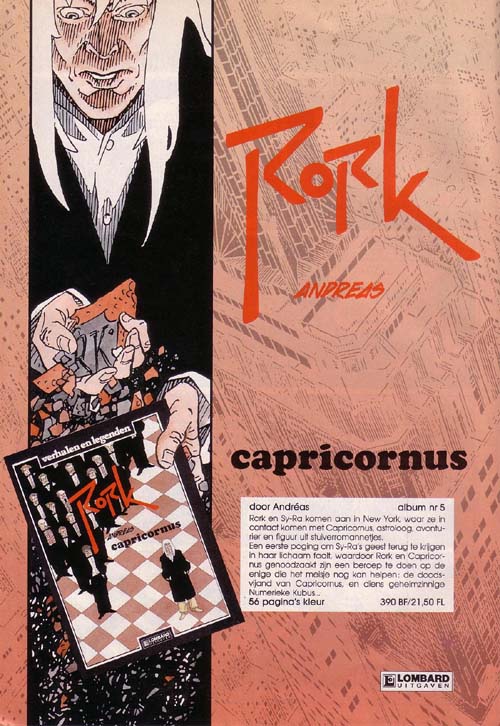 Rork
ANDREAS
RK
verhalen en legenden
Rork
ANDREAS
capricornus
LOMBARD
capricornus
door Andréas album nr 5
Rork en Sy-Ra komen aan in New York, waar ze in
contact komen met Capricornus, astroloog, avontu-
rier en figuur uit stuiverromannetjes.
Een eerste poging om Sy-Ra's geest terug te krijgen
in haar lichaam faalt, waardoor Rork en Capricor-
nus genoodzaakt zijn een beroep te doen op de
enige die het meisje nog kan helpen: de doods-
vijand van Capricornus, en diens geheimzinnige
Numerieke Kubus...
56 pagina's kleur 390 BF/21,50 FL
LOMBARD
UITGAVEN